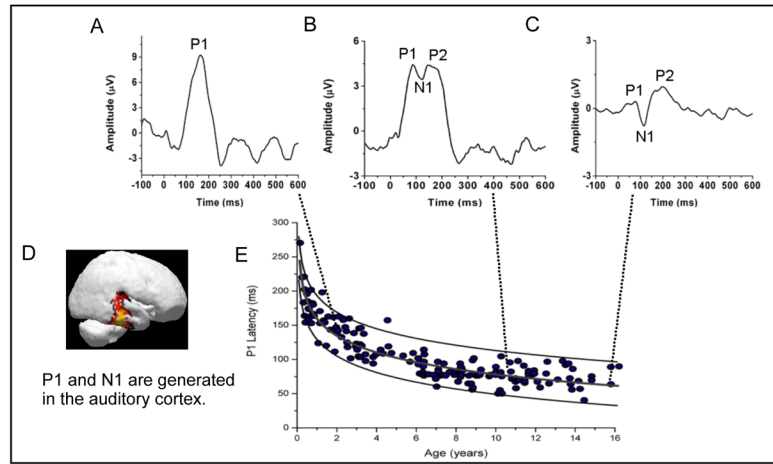 A
B
C
P1
P1
P2
N1
P1
P2
N1
Amplitude (µV)
9
6
3
0
-3
-100 0 100 200 300 400 500 600
Time (ms)
Amplitude (µV)
6
3
0
-3
-100 0 100 200 300 400 500 600
Time (ms)
Amplitude (µV)
3
0
-3
-100 0 100 200 300 400 500 600
Time (ms)
D
P1 and N1 are generated
in the auditory cortex.
E
P1 Latency (ms)
300
250
200
150
100
50
0
0 2 4 6 8 10 12 14 16
Age (years)